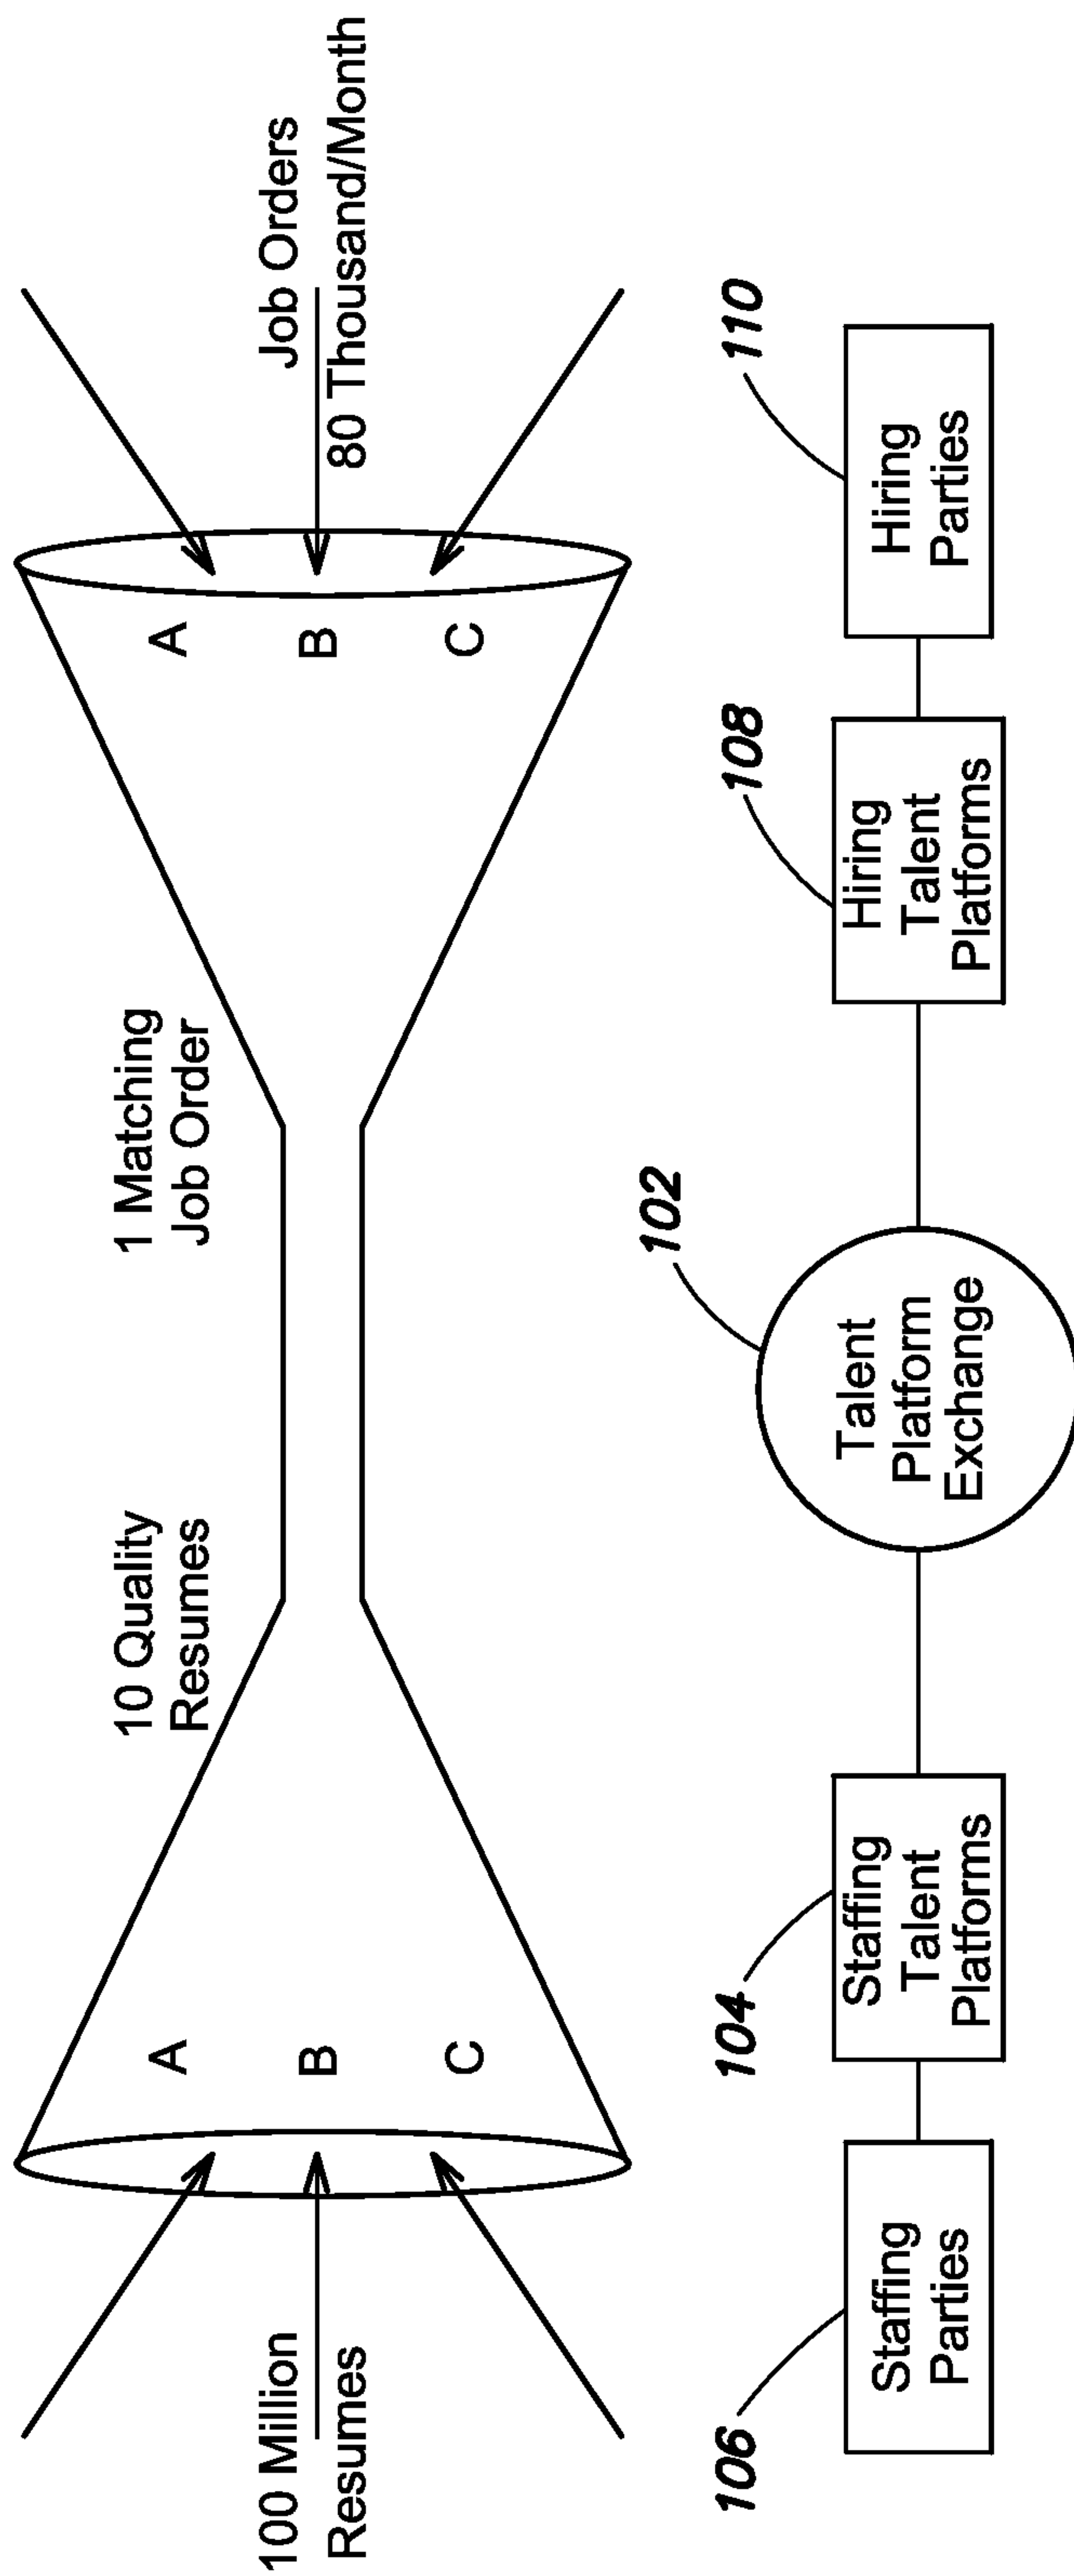 100 Million
Resumes
A
B
C
10 Quality
Resumes
1 Matching
Job Order
A
B
C
Job Orders
80 Thousand/Month
106
Staffing
Parties
104
Staffing
Talent
Platforms
102
Talent
Platform
Exchange
108
Hiring
Talent
Platforms
110
Hiring
Parties